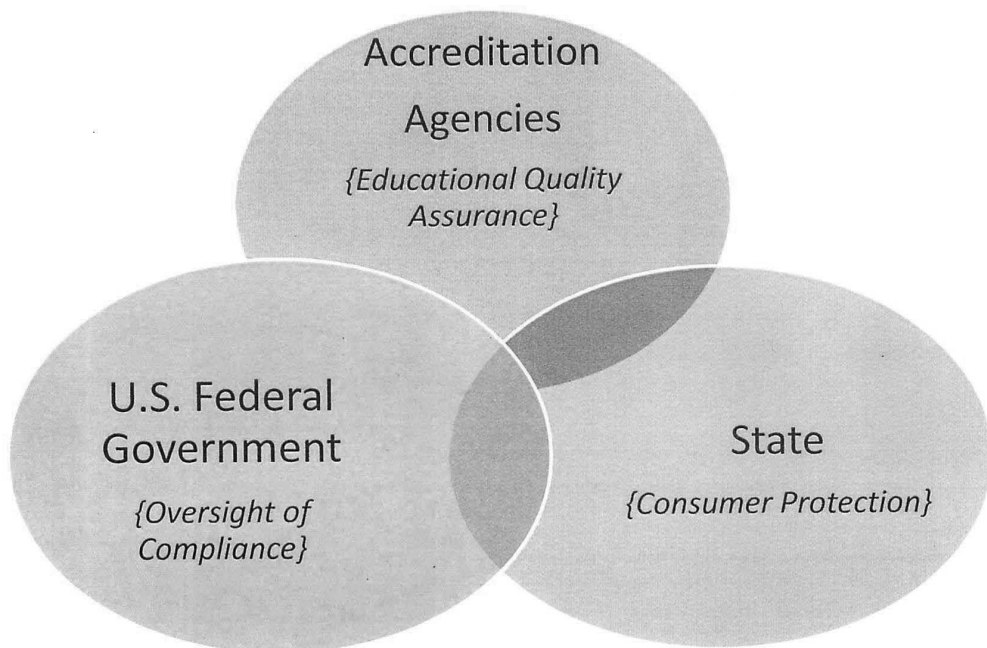 Accreditation
Agencies
{Educational Quality
Assurance}
U.S. Federal
Government
{Oversight of
Compliance}
State
{Consumer Protection}